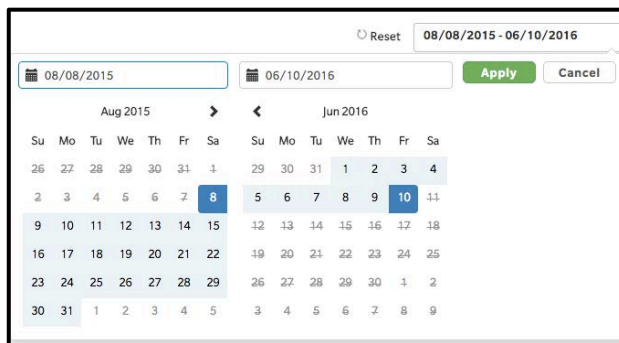 Reset 08/08/2015 - 06/10/2016
08/08/2015 06/10/2016 Apply Cancel
Aug 2015 Jun 2016
Su Mo Tu We Th Fr Sa Su Mo Tu We Th Fr Sa
26 27 28 29 30 31 1 29 30 31 1 2 3 4
2 3 4 5 6 7 8 5 6 7 8 9 10 11
9 10 11 12 13 14 15 12 13 14 15 16 17 18
16 17 18 19 20 21 22 19 20 21 22 23 24 25
23 24 25 26 27 28 29 26 27 28 29 30 1 2
30 31 1 2 3 4 5 3 4 5 6 7 8 9